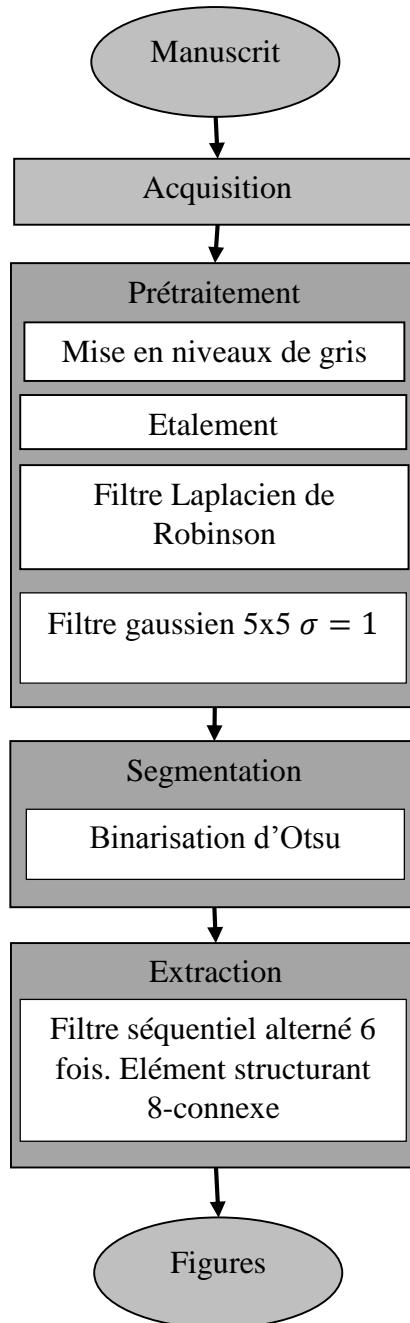 Manuscrit
Acquisition
Prétraitement
Mise en niveaux de gris
Etalement
Filtre Laplacien de
Robinson
Filtre gaussien 5x5 𝜎 = 1
Segmentation
Binarisation d’Otsu
Extraction
Filtre séquentiel alterné 6
fois. Elément structurant
8-connexe
Figures